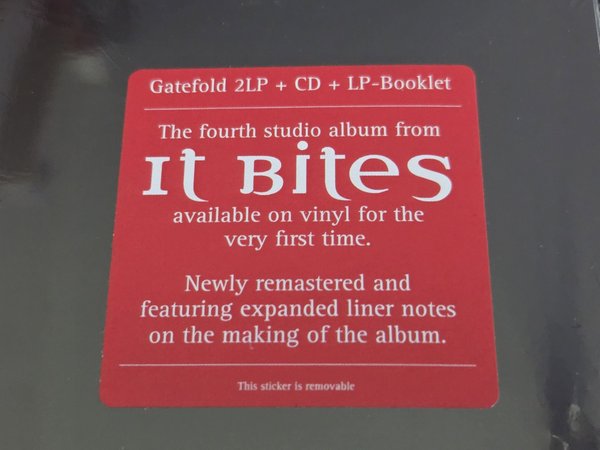 Gatefold 2LP + CD + LP-Booklet
The fourth studio album from
It Bites
available on vinyl for the
very first time.
Newly remastered and
featuring expanded liner notes
on the making of the album.
This sticker is removable